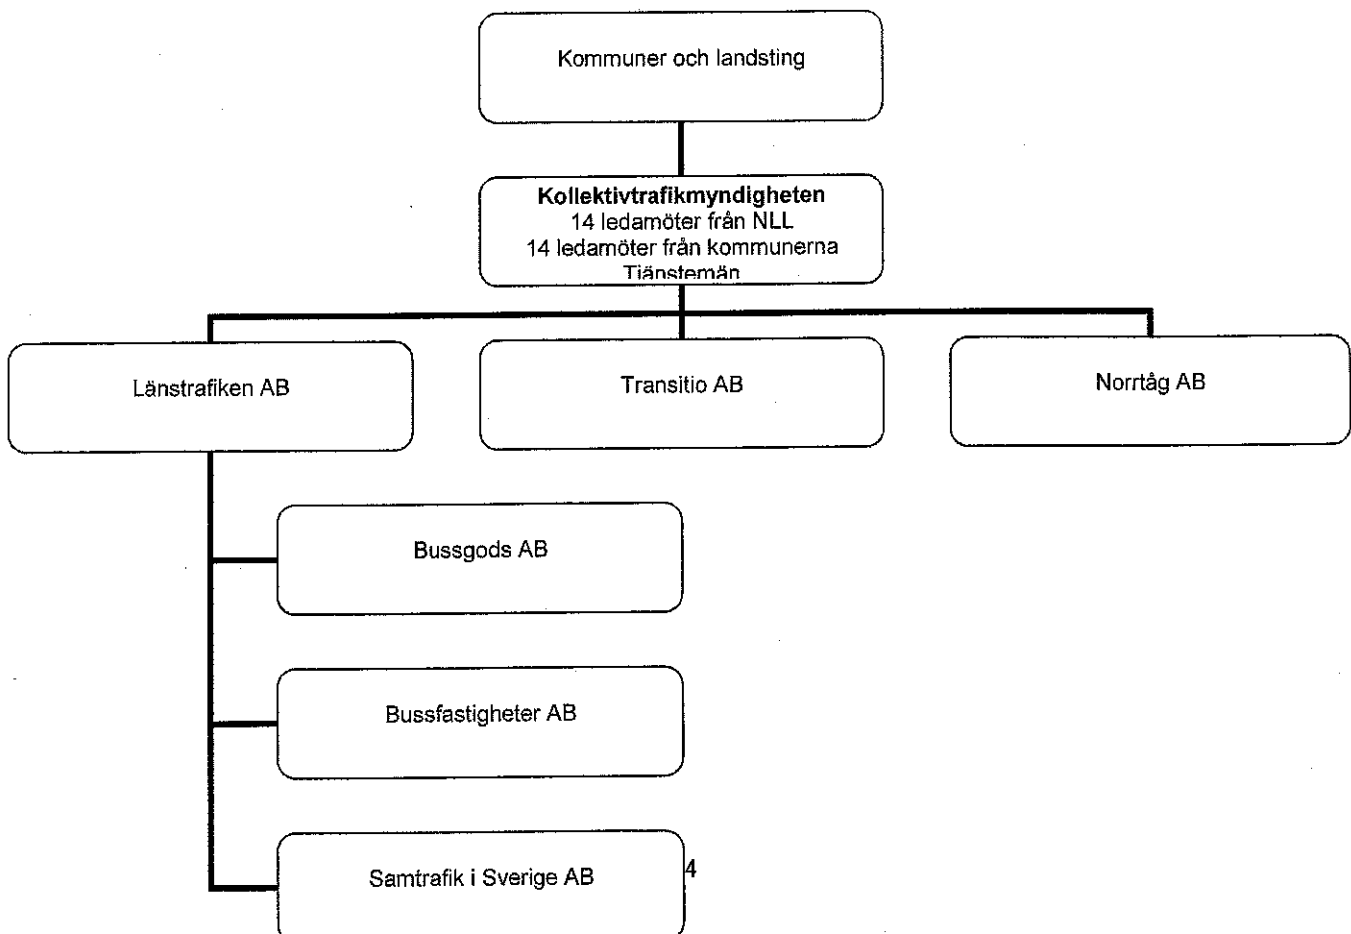 Kommuner och landsting
Kollektivtrafikmyndigheten
14 ledamöter från NLL
14 ledamöter från kommunerna
Tjänstemän
Länstrafiken AB
Transitio AB
Norrtåg AB
Bussgods AB
Bussfastigheter AB
Samtrafik i Sverige AB
4